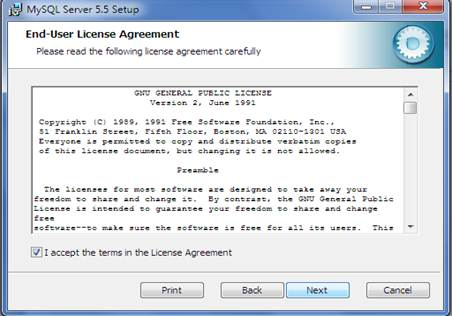 MySQL Server 5.5 Setup
End-User License Agreement
Please read the following license agreement carefully
GNU GENERAL PUBLIC LICENSE
Version 2, June 1991
Copyright (C) 1989, 1991 Free Software Foundation, Inc.,
51 Franklin Street, Fifth Floor, Boston, MA 02110-1301 USA
Everyone is permitted to copy and distribute verbatim copies
of this license document, but changing it is not allowed.
Preamble
The licenses for most software are designed to take away your
freedom to share and change it. By contrast, the GNU General Public
License is intended to guarantee your freedom to share and change
free
software--to make sure the software is free for all its users. This
I accept the terms in the License Agreement
Print Back Next Cancel